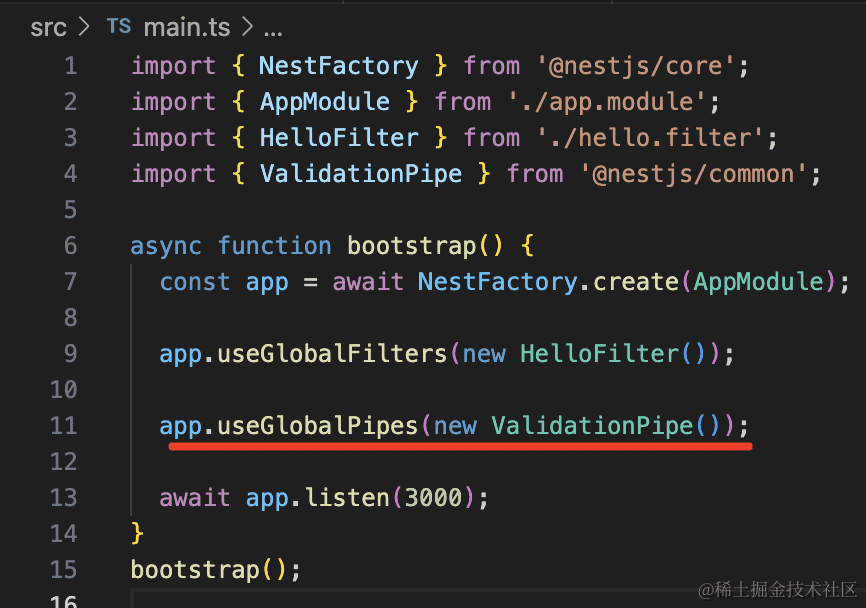 src > TS main.ts > ...
1 import { NestFactory } from '@nestjs/core';
2 import { AppModule } from './app.module';
3 import { HelloFilter } from './hello.filter';
4 import { ValidationPipe } from '@nestjs/common';
5
6 async function bootstrap() {
7   const app = await NestFactory.create(AppModule);
8
9   app.useGlobalFilters(new HelloFilter());
10
11   app.useGlobalPipes(new ValidationPipe());
12
13   await app.listen(3000);
14 }
15 bootstrap();
16
@稀土掘金技术社区